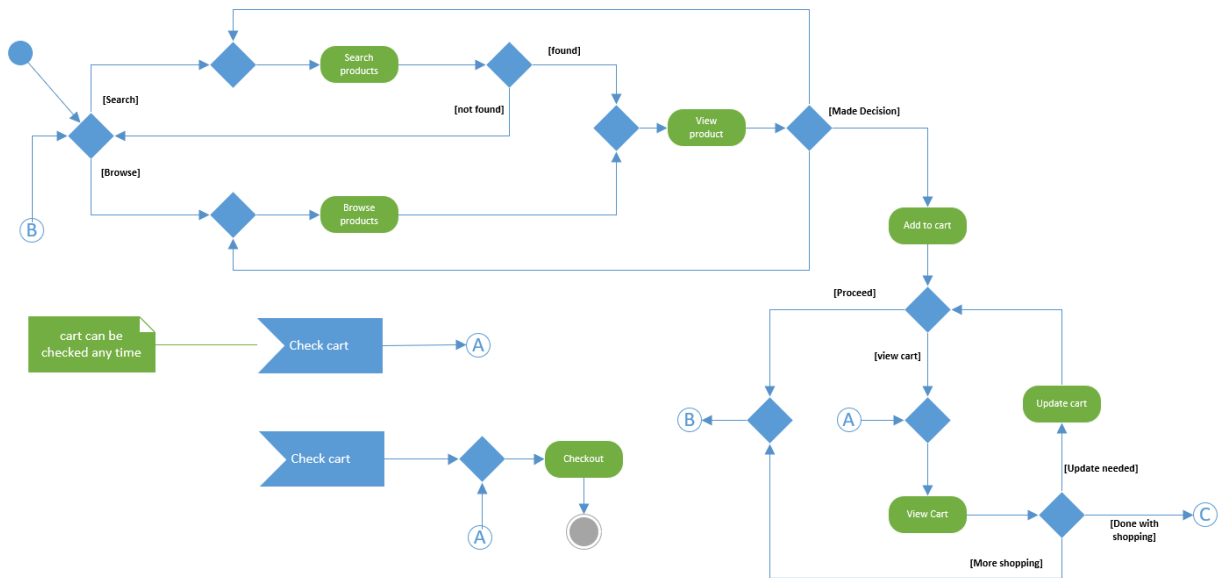 [found]
Search
products
[Search]
[not found]
[Made Decision]
View
product
[Browse]
Browse
products
B
Add to cart
[Proceed]
cart can be
checked any time
Check cart
A
[view cart]
Update cart
B
A
Check cart
Checkout
[Update needed]
View Cart
C
[Done with
shopping]
A
[More shopping]